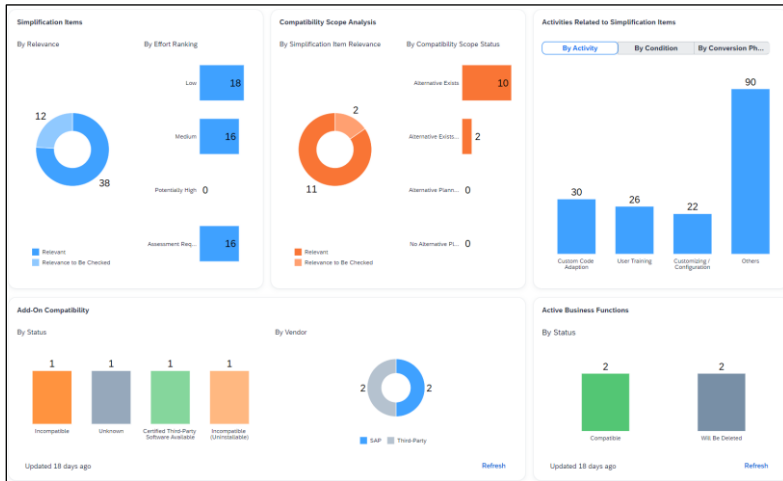 Simplification Items
By Relevance
By Effort Ranking
12
38
Relevant
Relevance to Be Checked
Low
18
Medium
16
Potentially High
0
Assessment Req...
16
Compatibility Scope Analysis
By Simplification Item Relevance
By Compatibility Scope Status
2
11
Relevant
Relevance to Be Checked
Alternative Exists
10
Alternative Exists...
2
Alternative Plann...
0
No Alternative Pl...
0
Activities Related to Simplification Items
By Activity
By Condition
By Conversion Ph...
30
26
22
90
Custom Code
Adaption
User Training
Customizing /
Configuration
Others
Add-On Compatibility
By Status
1
1
1
1
Incompatible
Unknown
Certified Third-Party
Software Available
Incompatible
(Uninstallable)
By Vendor
2
2
SAP
Third-Party
Updated 18 days ago
Refresh
Active Business Functions
By Status
2
2
Compatible
Will Be Deleted
Updated 18 days ago
Refresh